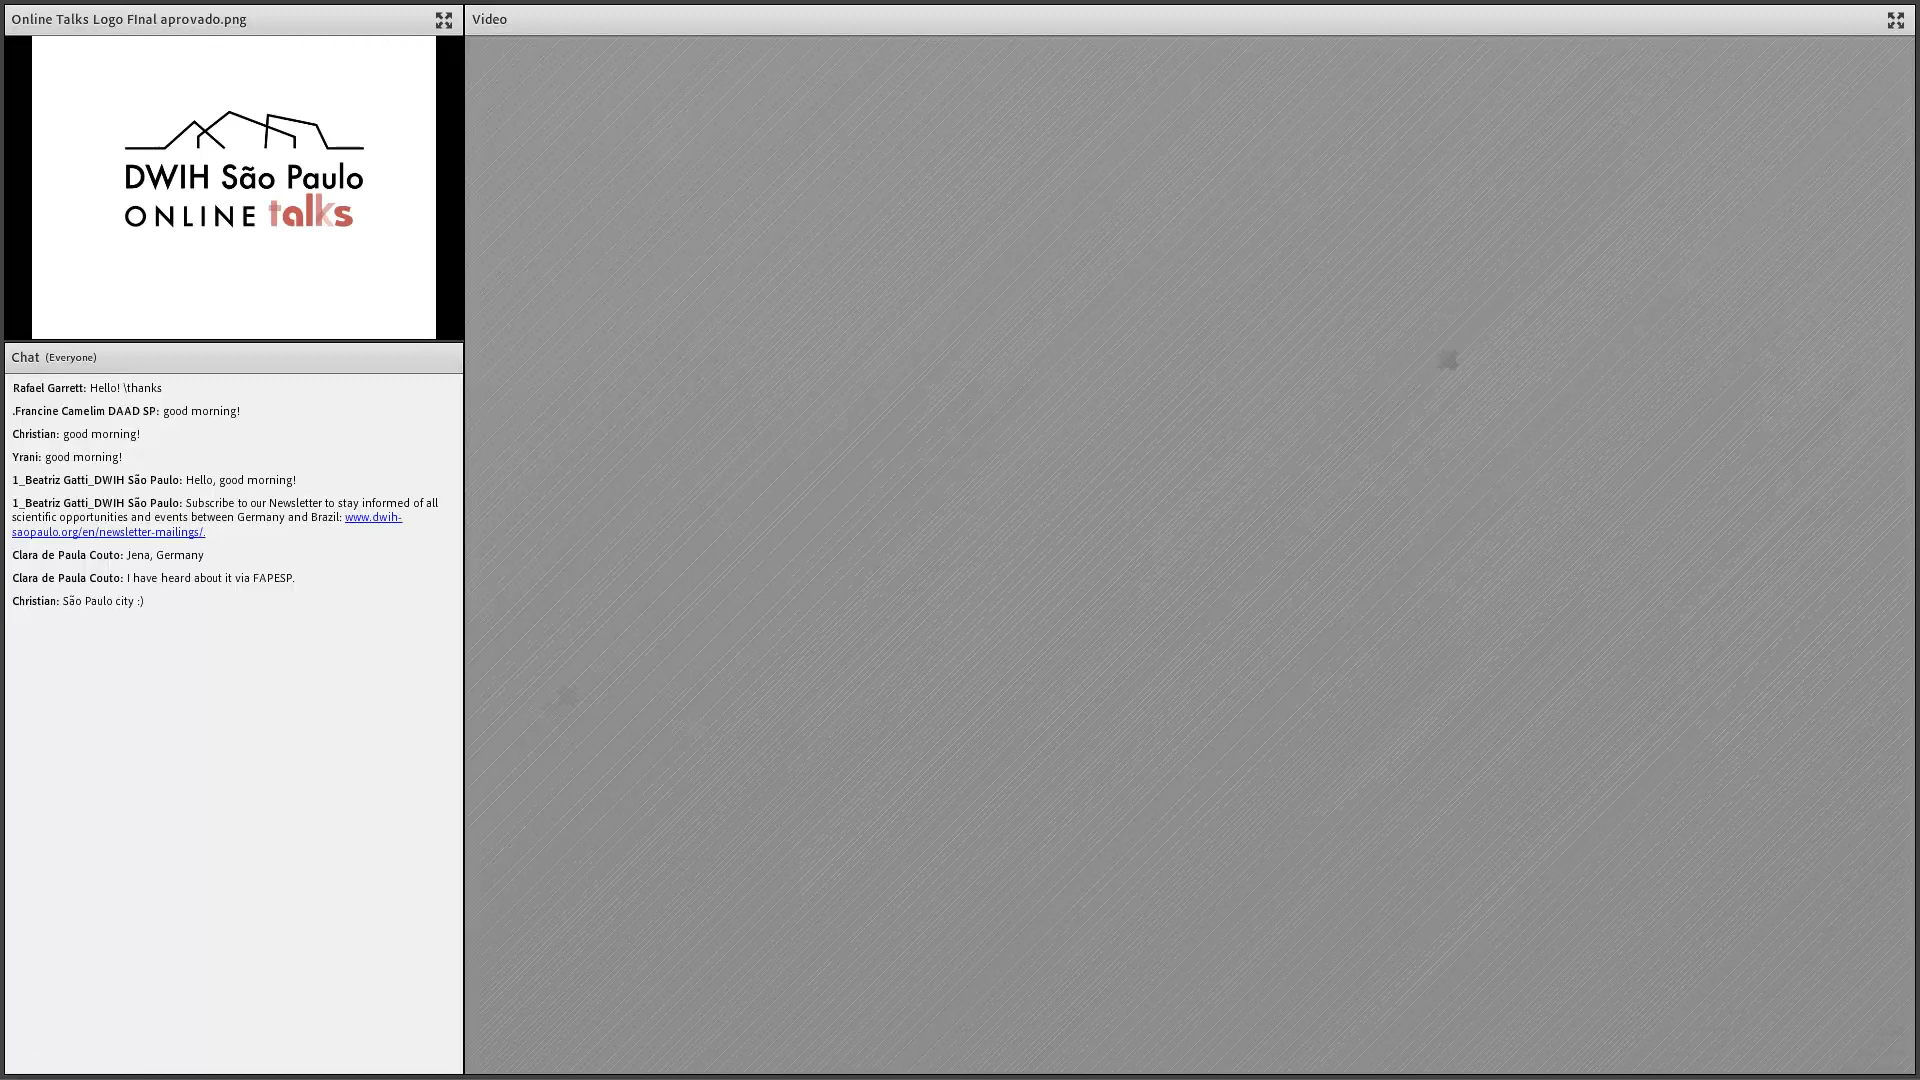 Online Talks Logo FInal aprovado.png
Video
DWIH São Paulo
ONLINE talks
Chat (Everyone)
Rafael Garrett: Hello! \thanks
.Francine Camelim DAAD SP: good morning!
Christian: good morning!
Yrani: good morning!
1_Beatriz Gatti_DWIH São Paulo: Hello, good morning!
1_Beatriz Gatti_DWIH São Paulo: Subscribe to our Newsletter to stay informed of all
scientific opportunities and events between Germany and Brazil: www.dwih-
saopaulo.org/en/newsletter-mailings/.
Clara de Paula Couto: Jena, Germany
Clara de Paula Couto: I have heard about it via FAPESP.
Christian: São Paulo city :)